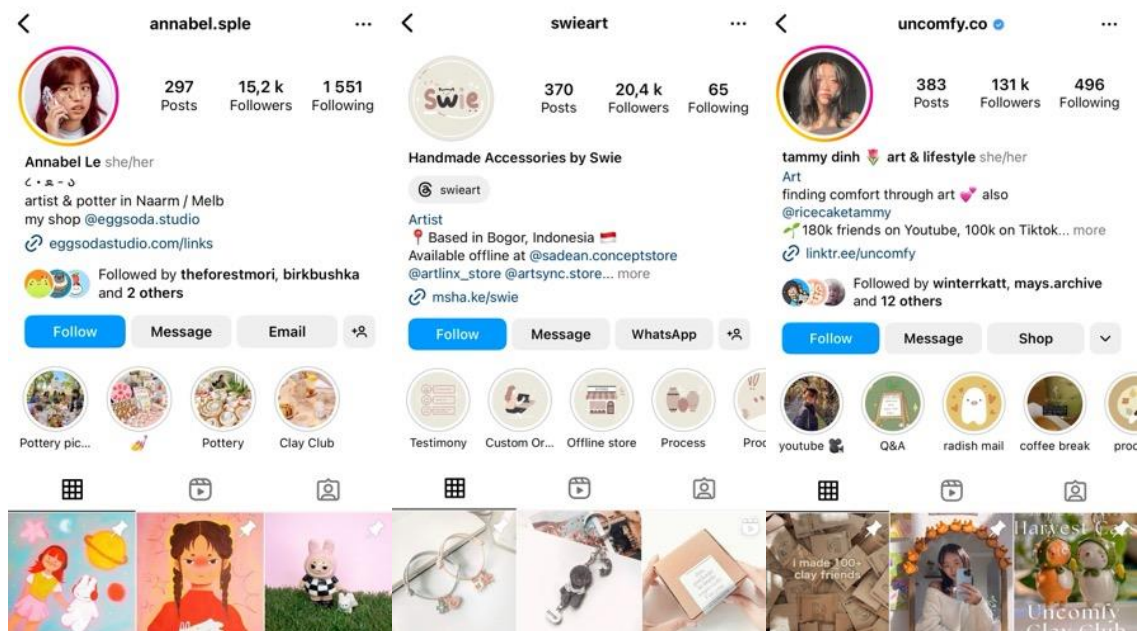 annabel.sple
297 15,2 k 1 551
Posts Followers Following
Annabel Le she/her
artist & potter in Naarm / Melb
my shop @eggsoda.studio
eggsodastudio.com/links
Followed by theforestmori, birkbushka
and 2 others
Follow Message Email
Pottery pic... Pottery Clay Club
swieart
Swie
370 20,4 k 65
Posts Followers Following
Handmade Accessories by Swie
swieart
Artist
📍 Based in Bogor, Indonesia 🇮🇩
Available offline at @sadean.conceptstore
@artlinx_store @artsync.store... more
msha.ke/swie
Follow Message WhatsApp
Testimony Custom Or... Offline store Process Proc
uncomfy.co
383 131 k 496
Posts Followers Following
tammy dinh 🌷 art & lifestyle she/her
Art
finding comfort through art 💞 also
@ricecaketammy
🌱180k friends on Youtube, 100k on Tiktok... more
linktr.ee/uncomfy
Followed by winterrkatt, mays.archive
and 12 others
Follow Message Shop
youtube 🎥 Q&A radish mail coffee break proc
I made 100+
clay friends
Harvest Cats
Uncomfy
Clay Club